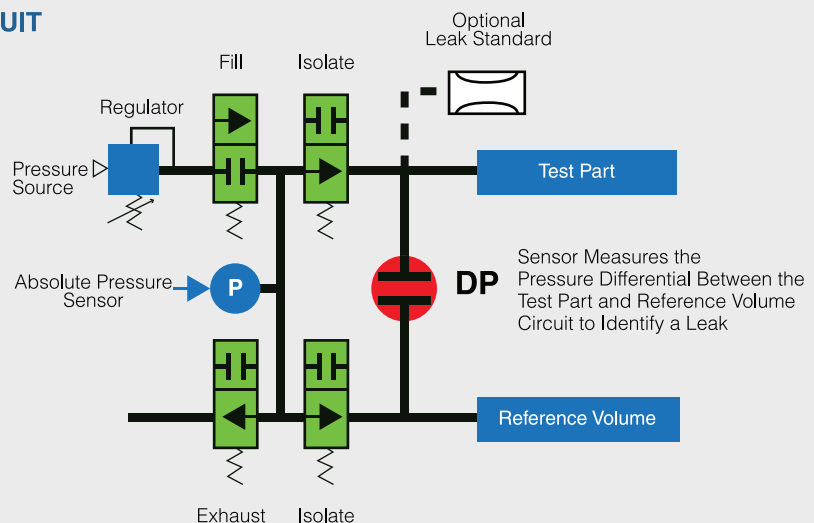 UIT
Optional
Leak Standard
Fill
Isolate
Regulator
Pressure
Source
Test Part
Absolute Pressure
Sensor
P
DP
Sensor Measures the
Pressure Differential Between the
Test Part and Reference Volume
Circuit to Identify a Leak
Reference Volume
Exhaust
Isolate